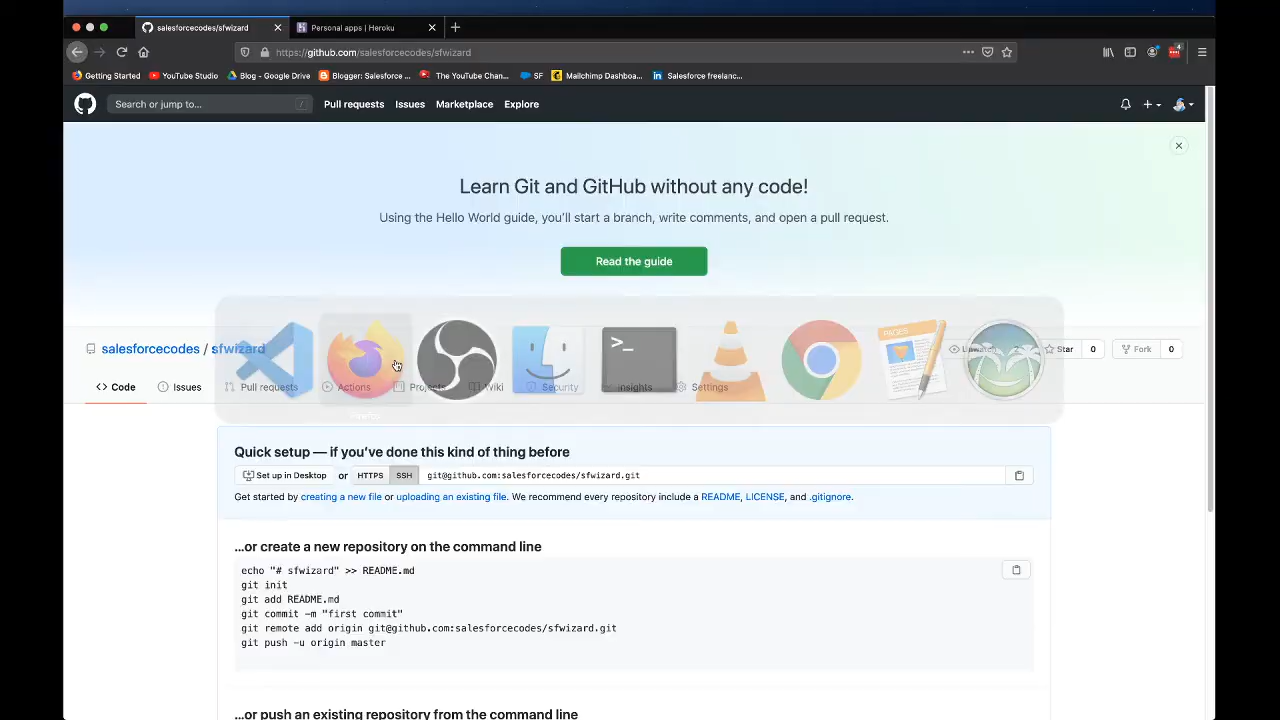 salesforcecodes/sfwizard
Personal apps | Heroku
https://github.com/salesforcecodes/sfwizard
Getting Started
YouTube Studio
Blog - Google Drive
Blogger: Salesforce ...
The YouTube Chan...
SF
Mailchimp Dashboa...
Salesforce freelanc...
4
Search or jump to...
/
Pull requests
Issues
Marketplace
Explore
Learn Git and GitHub without any code!
Using the Hello World guide, you'll start a branch, write comments, and open a pull request.
Read the guide
salesforcecodes / sfwizard
Star
0
Fork
0
Code
Issues
Pull requests
Actions
Projects
Wiki
Security
Insights
Settings
Quick setup — if you've done this kind of thing before
Set up in Desktop or HTTPS SSH git@github.com:salesforcecodes/sfwizard.git
Get started by creating a new file or uploading an existing file. We recommend every repository include a README, LICENSE, and .gitignore.
...or create a new repository on the command line
echo "# sfwizard" >> README.md
git init
git add README.md
git commit -m "first commit"
git remote add origin git@github.com:salesforcecodes/sfwizard.git
git push -u origin master
...or push an existing repository from the command line